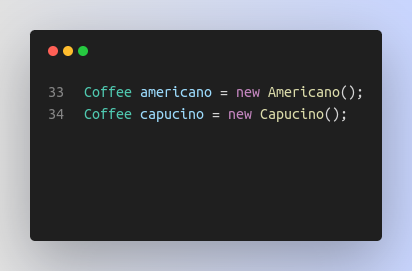 33 Coffee americano = new Americano();
34 Coffee capucino = new Capucino();